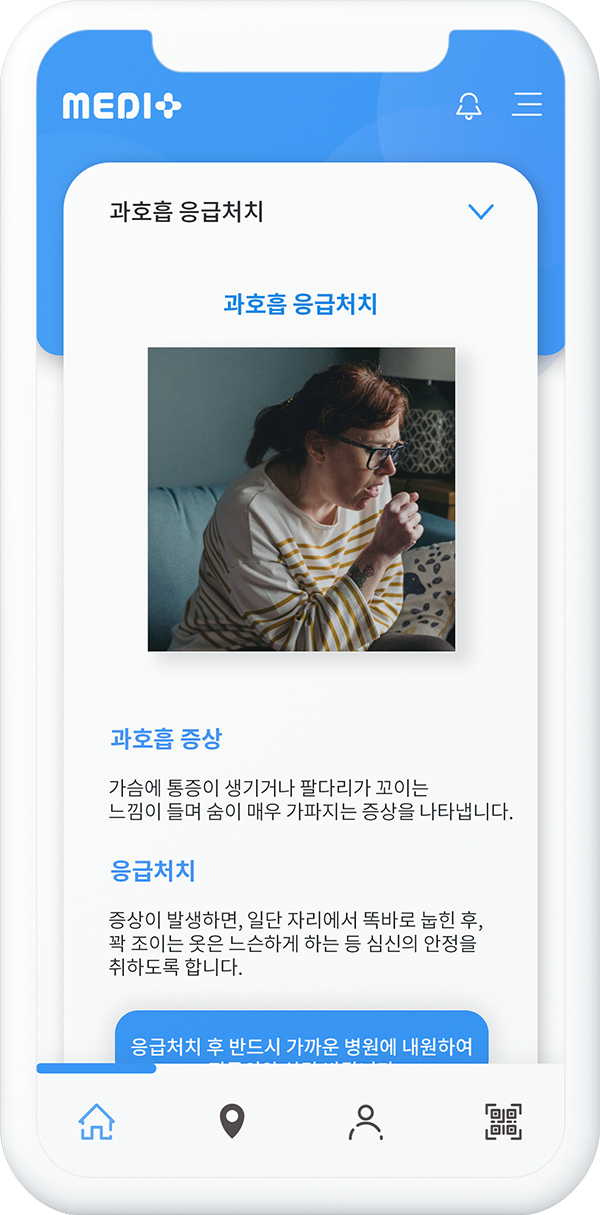 MEDI+
과호흡 응급처치
과호흡 응급처치
과호흡 증상
가슴에 통증이 생기거나 팔다리가 꼬이는
느낌이 들며 숨이 매우 가파지는 증상을 나타냅니다.
응급처치
증상이 발생하면, 일단 자리에서 똑바로 눕힌 후,
꽉 조이는 옷은 느슨하게 하는 등 심신의 안정을
취하도록 합니다.
응급처치 후 반드시 가까운 병원에 내원하여